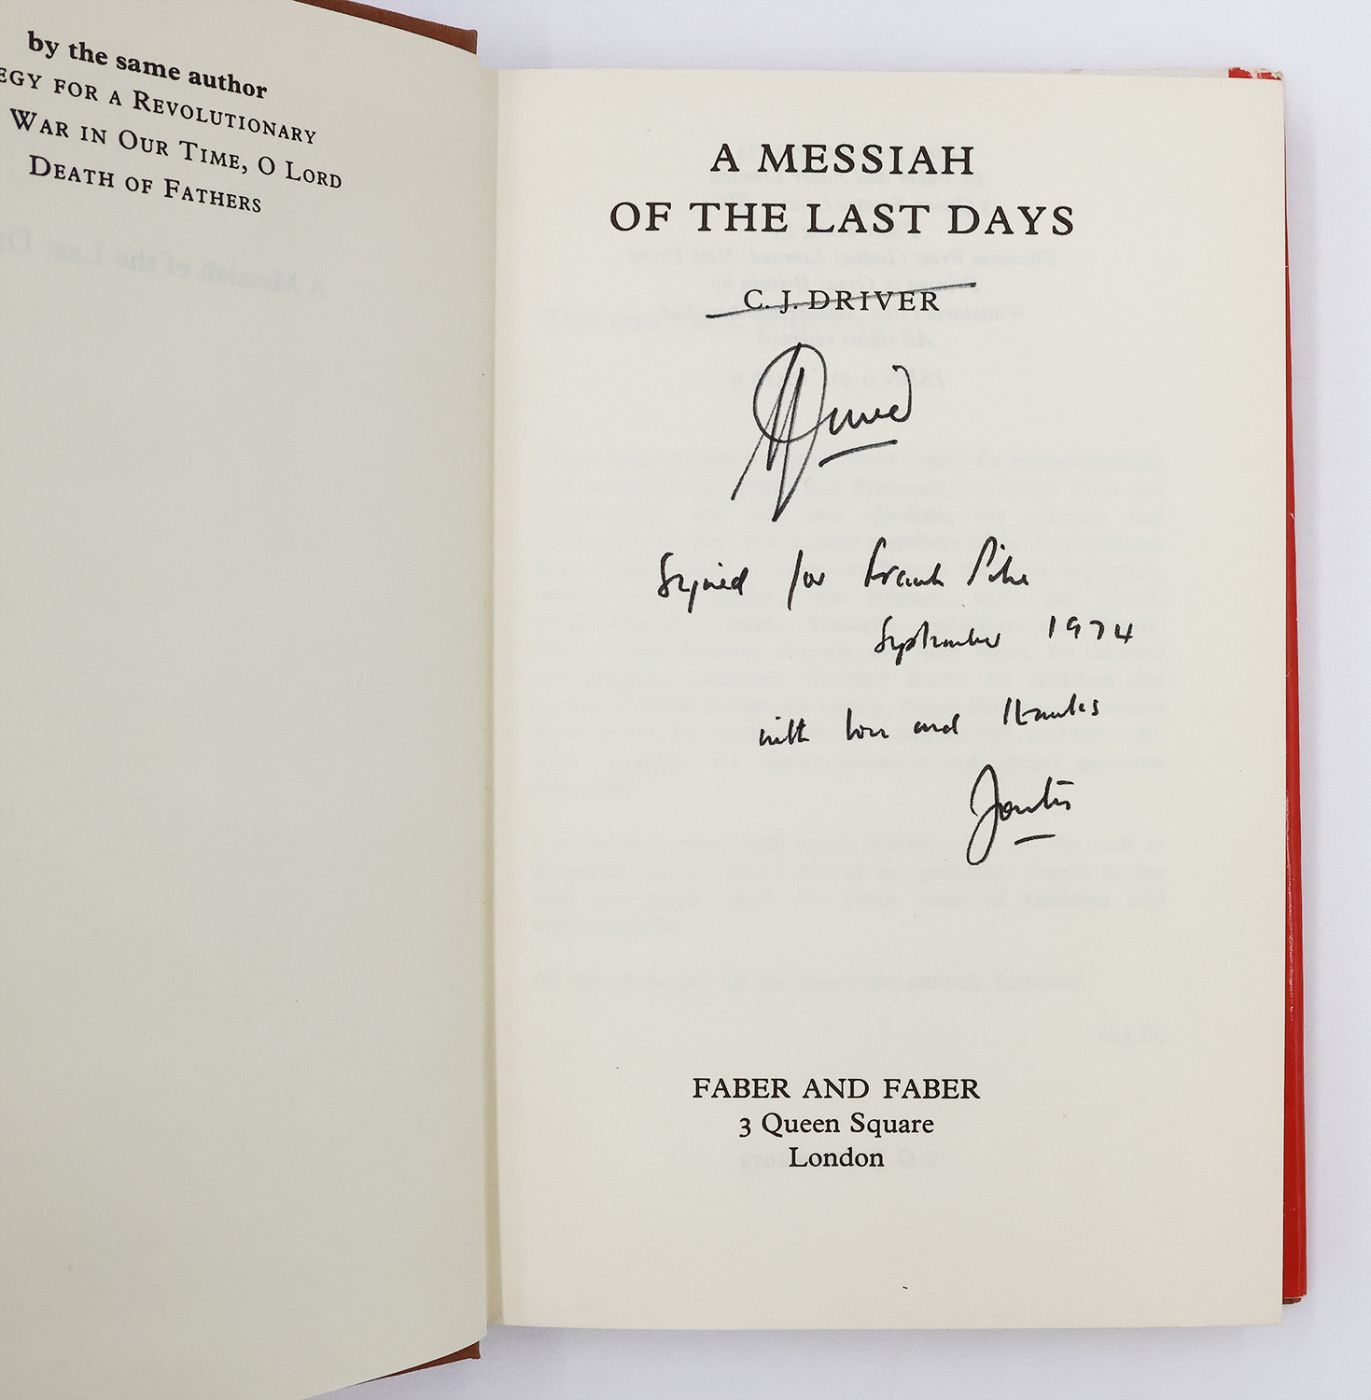 by the same author
EGY FOR A REVOLUTIONARY
WAR IN OUR TIME, O LORD
DEATH OF FATHERS
A MESSIAH
OF THE LAST DAYS
C. J. DRIVER
Signed for Frank Pike
September 1974
with love and thanks
Jonty
FABER AND FABER
3 Queen Square
London